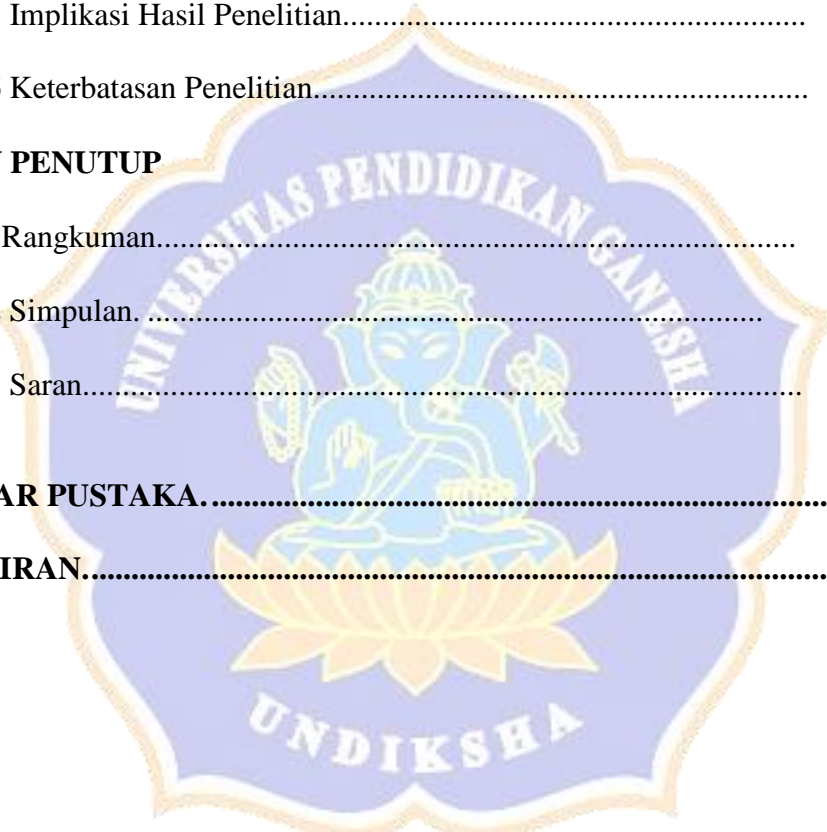 Implikasi Hasil Penelitian
Keterbatasan Penelitian
PENUTUP
Rangkuman
Simpulan.
Saran
AR PUSTAKA.
IRAN.
UNIVERSITAS PENDIDIKAN GANESHA
UNDIKSHA